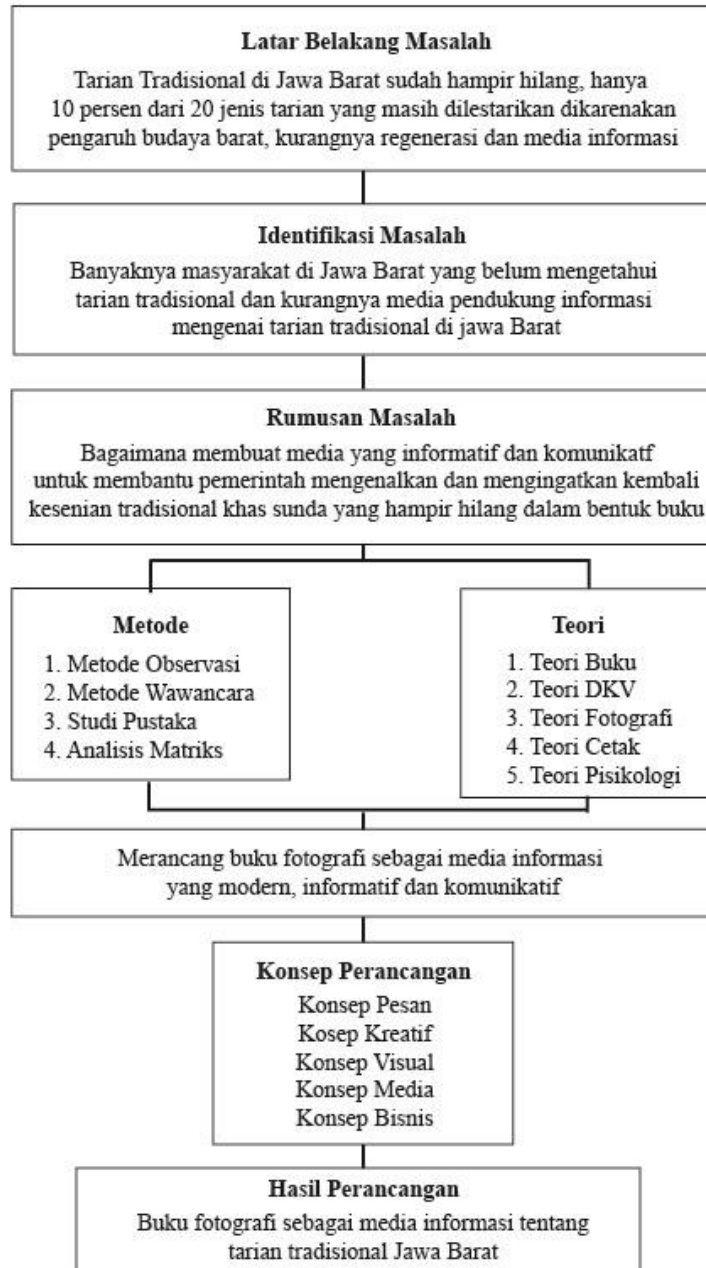 Latar Belakang Masalah
Tarian Tradisional di Jawa Barat sudah hampir hilang, hanya
10 persen dari 20 jenis tarian yang masih dilestarikan dikarenakan
pengaruh budaya barat, kurangnya regenerasi dan media informasi
Identifikasi Masalah
Banyaknya masyarakat di Jawa Barat yang belum mengetahui
tarian tradisional dan kurangnya media pendukung informasi
mengenai tarian tradisional di jawa Barat
Rumusan Masalah
Bagaimana membuat media yang informatif dan komunikatf
untuk membantu pemerintah mengenalkan dan mengingatkan kembali
kesenian tradisional khas sunda yang hampir hilang dalam bentuk buku
Metode
1. Metode Observasi
2. Metode Wawancara
3. Studi Pustaka
4. Analisis Matriks
Teori
1. Teori Buku
2. Teori DKV
3. Teori Fotografi
4. Teori Cetak
5. Teori Pisikologi
Merancang buku fotografi sebagai media informasi
yang modern, informatif dan komunikatif
Konsep Perancangan
Konsep Pesan
Kosep Kreatif
Konsep Visual
Konsep Media
Konsep Bisnis
Hasil Perancangan
Buku fotografi sebagai media informasi tentang
tarian tradisional Jawa Barat